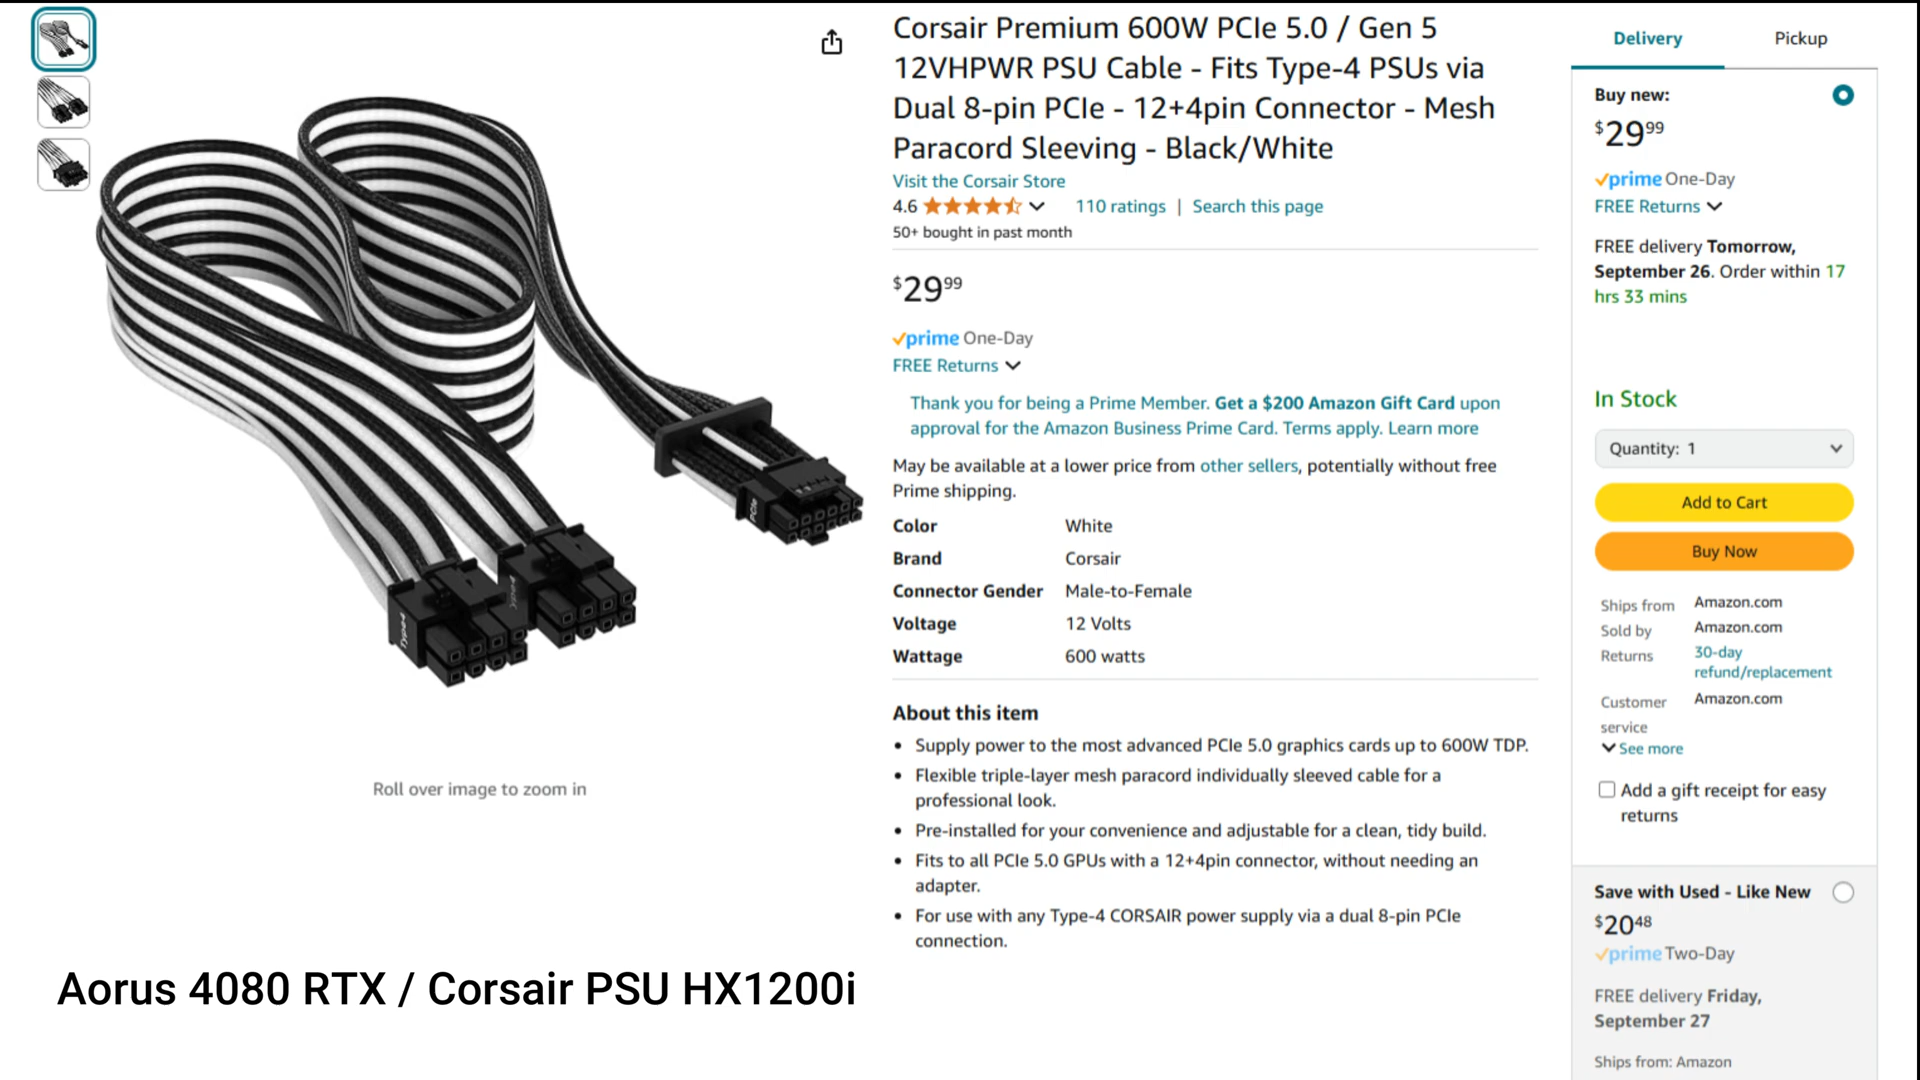 Corsair Premium 600W PCIe 5.0 / Gen 5
12VHPWR PSU Cable - Fits Type-4 PSUs via
Dual 8-pin PCIe - 12+4pin Connector - Mesh
Paracord Sleeving - Black/White
Visit the Corsair Store
4.6
110 ratings | Search this page
50+ bought in past month
$29.99
prime One-Day
FREE Returns
Thank you for being a Prime Member. Get a $200 Amazon Gift Card upon
approval for the Amazon Business Prime Card. Terms apply. Learn more
May be available at a lower price from other sellers, potentially without free
Prime shipping.
Color White
Brand Corsair
Connector Gender Male-to-Female
Voltage 12 Volts
Wattage 600 watts
About this item
• Supply power to the most advanced PCIe 5.0 graphics cards up to 600W TDP.
• Flexible triple-layer mesh paracord individually sleeved cable for a
professional look.
• Pre-installed for your convenience and adjustable for a clean, tidy build.
• Fits to all PCIe 5.0 GPUs with a 12+4pin connector, without needing an
adapter.
• For use with any Type-4 CORSAIR power supply via a dual 8-pin PCIe
connection.
Type4
PCIe
Roll over image to zoom in
Aorus 4080 RTX / Corsair PSU HX1200i
Delivery Pickup
Buy new:
$29.99
prime One-Day
FREE Returns
FREE delivery Tomorrow,
September 26. Order within 17
hrs 33 mins
In Stock
Quantity: 1
Add to Cart
Buy Now
Ships from Amazon.com
Sold by Amazon.com
Returns 30-day
refund/replacement
Customer Amazon.com
service
See more
Add a gift receipt for easy
returns
Save with Used - Like New
$20.48
prime Two-Day
FREE delivery Friday,
September 27
Ships from: Amazon